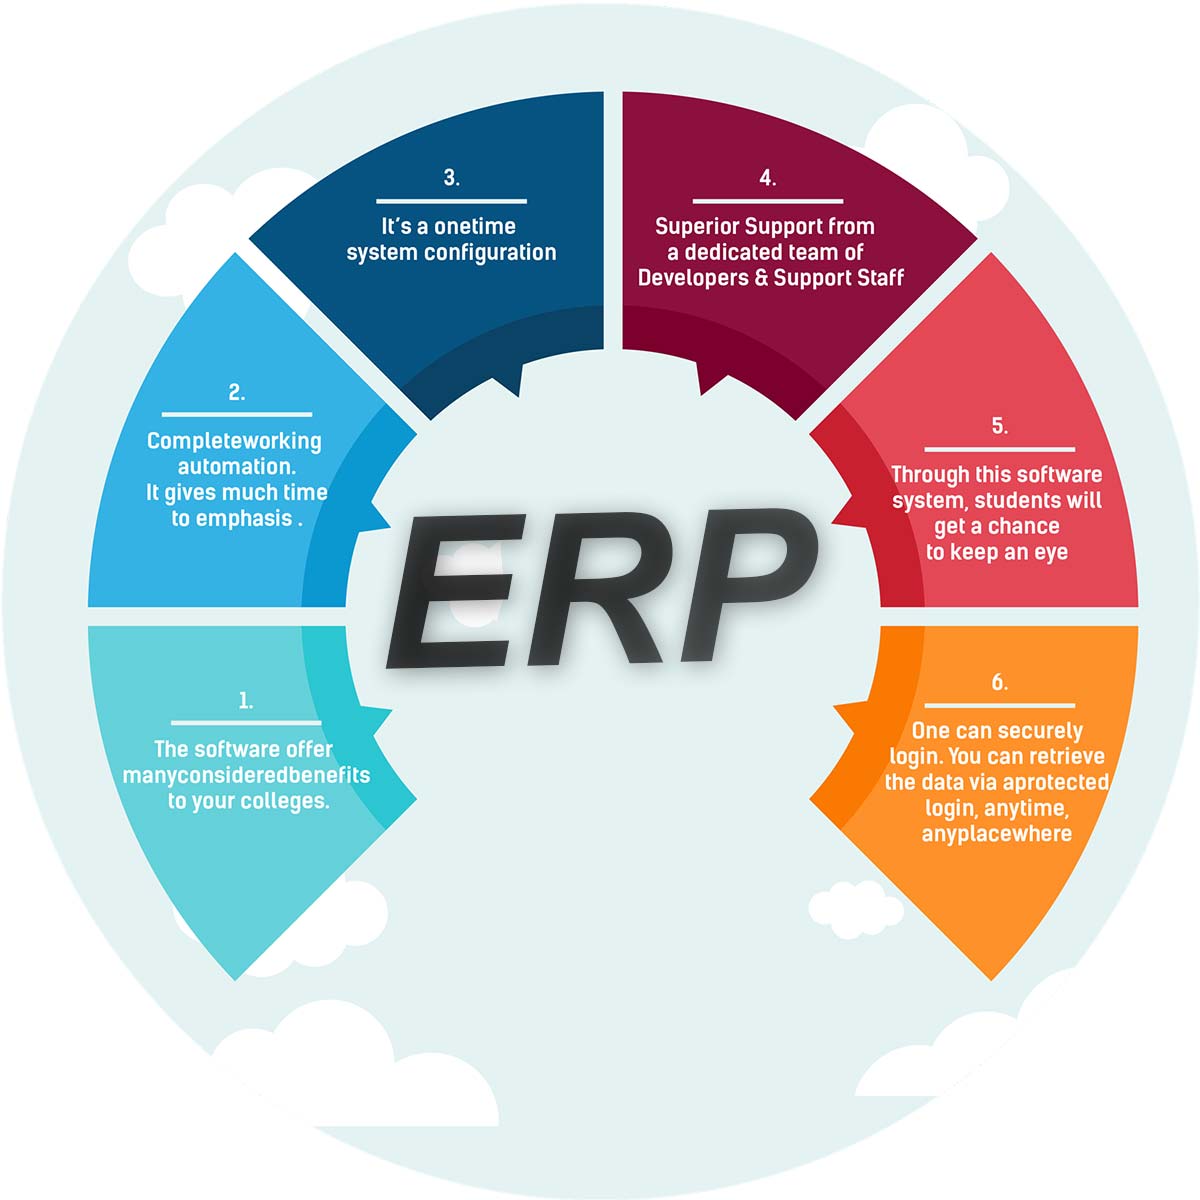 3.
It's a onetime
system configuration
4.
Superior Support from
a dedicated team of
Developers & Support Staff
2.
Completeworking
automation.
It gives much time
to emphasis .
5.
Through this software
system, students will
get a chance
to keep an eye
ERP
1.
The software offer
manyconsideredbenefits
to your colleges.
6.
One can securely
login. You can retrieve
the data via aprotected
login, anytime,
anyplacewhere